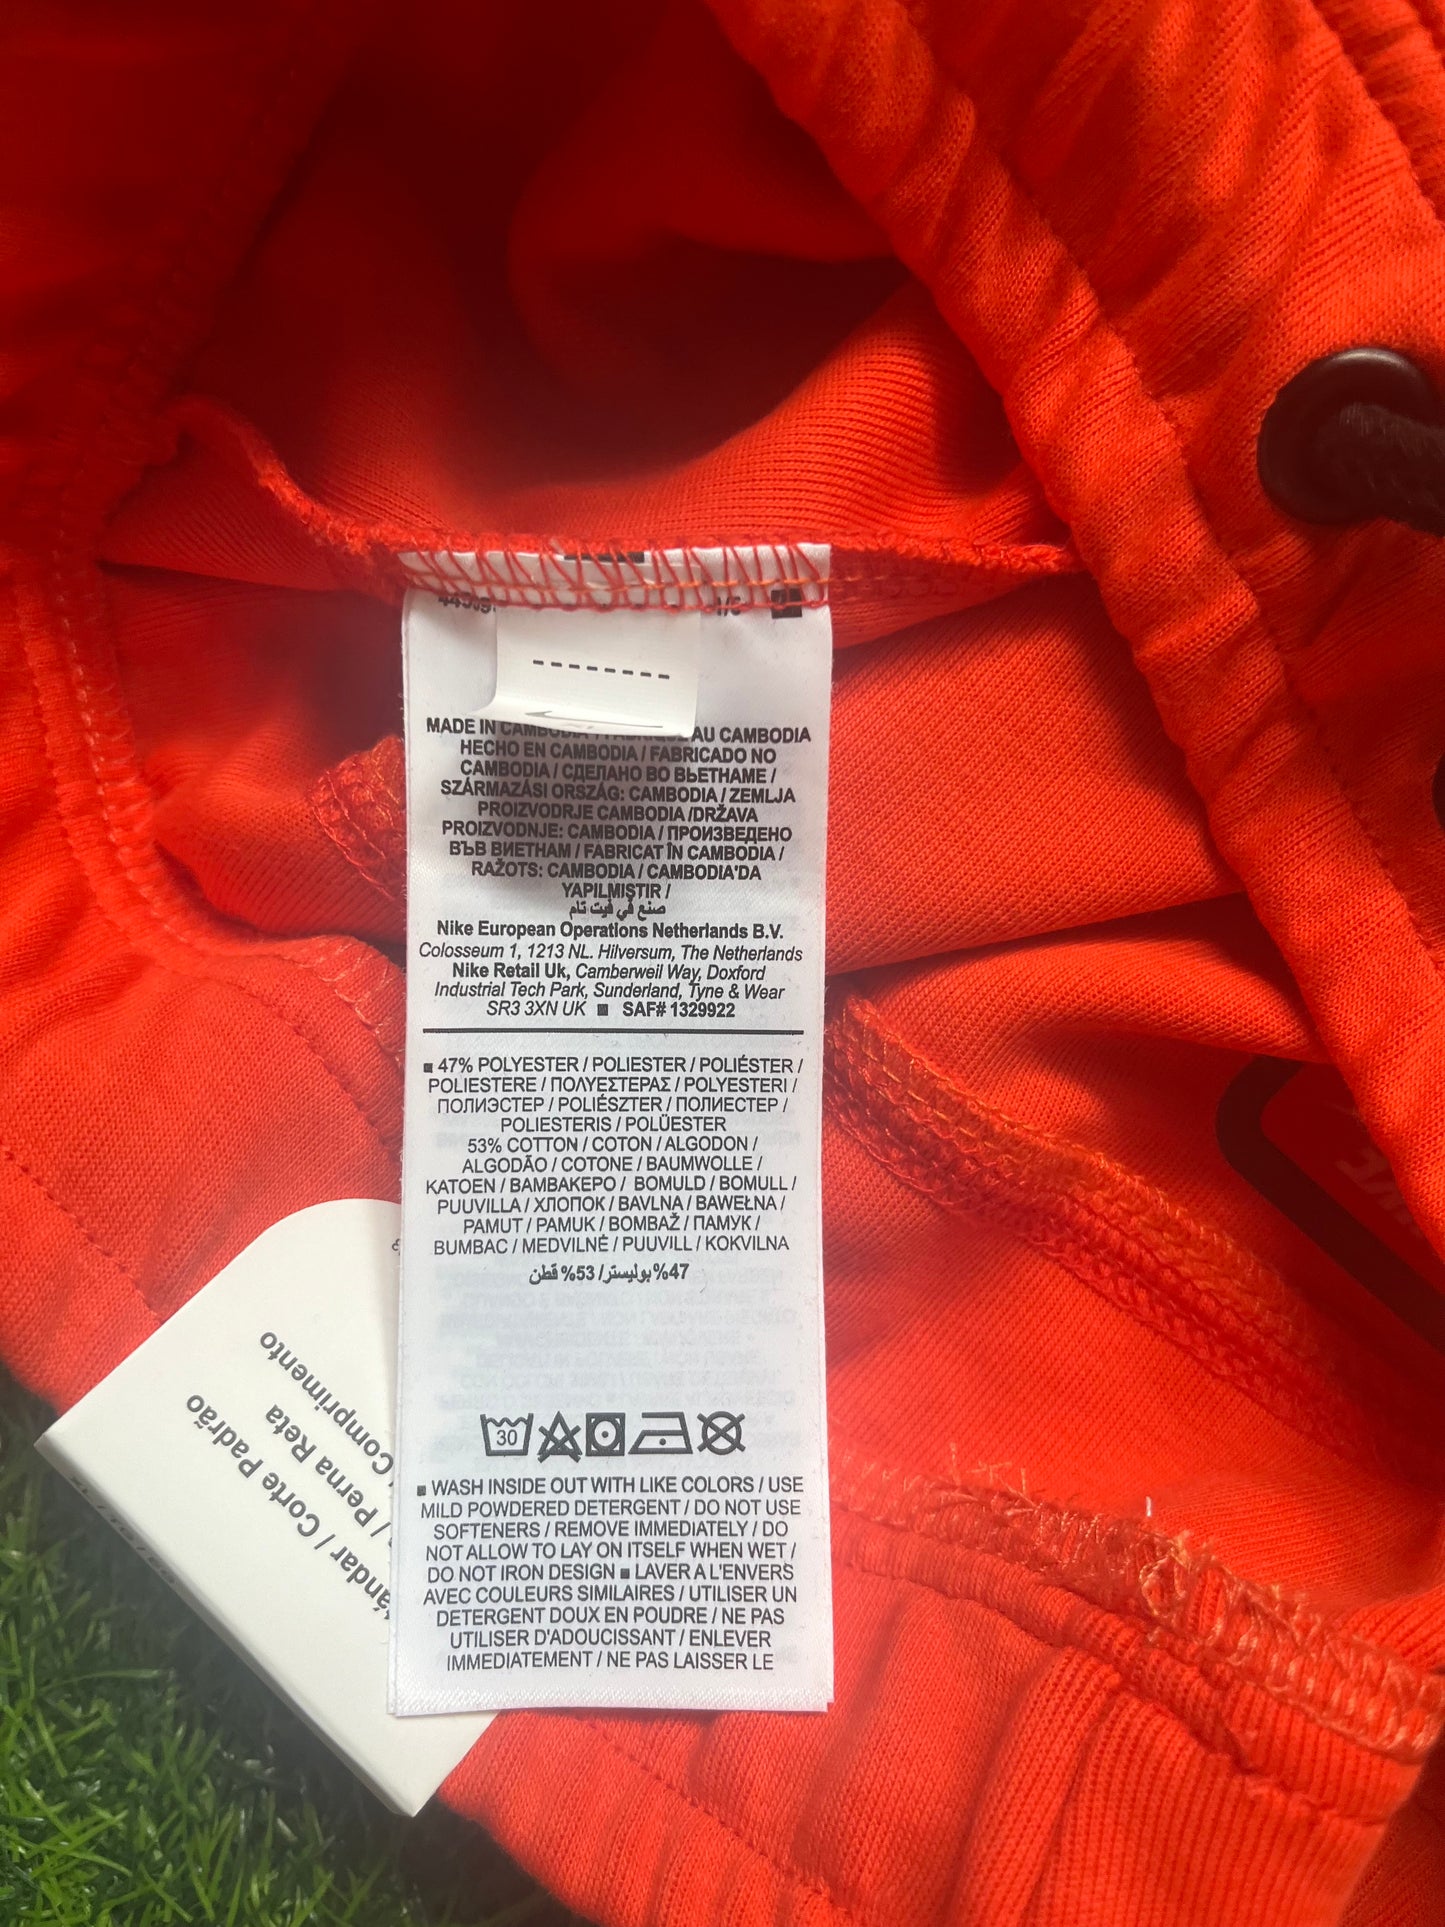 MADE IN CAMBODIA / FABRIQUÉ AU CAMBODIA
HECHO EN CAMBODIA / FABRICADO NO
CAMBODIA / СДЕЛАНО ВО ВЬЕТНАМЕ /
SZÁRMAZÁSI ORSZÁG: CAMBODIA / ZEMLJA
PROIZVODRJE CAMBODIA /DRŽAVA
PROIZVODNJE: CAMBODIA / ПРОИЗВЕДЕНО
ВЪВ ВИЕТНАМ / FABRICAT ÎN CAMBODIA /
RAŽOTS: CAMBODIA / CAMBODIA'DA
YAPILMIŞTIR /
صنع في فيت نام
Nike European Operations Netherlands B.V.
Colosseum 1, 1213 NL. Hilversum, The Netherlands
Nike Retail Uk, Camberweil Way, Doxford
Industrial Tech Park, Sunderland, Tyne & Wear
SR3 3XN UK ■ SAF# 1329922
■ 47% POLYESTER / POLIESTER / POLIÉSTER /
POLIESTERE / ΠΟΛΥΕΣΤΕΡΑΣ / POLYESTERI /
ПОЛИЭСТЕР / POLIÉSZTER / ПОЛИЕСТЕР /
POLIESTERIS / POLÜESTER
53% COTTON / COTON / ALGODON /
ALGODÃO / COTONE / BAUMWOLLE /
KATOEN / ΒΑΜΒΑΚΕΡΟ / BOMULD / BOMULL /
PUUVILLA / ХЛОПОК / BAVLNA / BAWEŁNA /
PAMUT / PAMUK / BOMBAŽ / ПАМУК /
BUMBAC / MEDVILNĖ / PUUVILL / KOKVILNA
47% بوليستر/ 53% قطن
30
■ WASH INSIDE OUT WITH LIKE COLORS / USE
MILD POWDERED DETERGENT / DO NOT USE
SOFTENERS / REMOVE IMMEDIATELY / DO
NOT ALLOW TO LAY ON ITSELF WHEN WET /
DO NOT IRON DESIGN ■ LAVER A L'ENVERS
AVEC COULEURS SIMILAIRES / UTILISER UN
DETERGENT DOUX EN POUDRE / NE PAS
UTILISER D'ADOUCISSANT / ENLEVER
IMMEDIATEMENT / NE PAS LAISSER LE
/ Corte Padrão
/ Perna Reta
Comprimento
NIKE